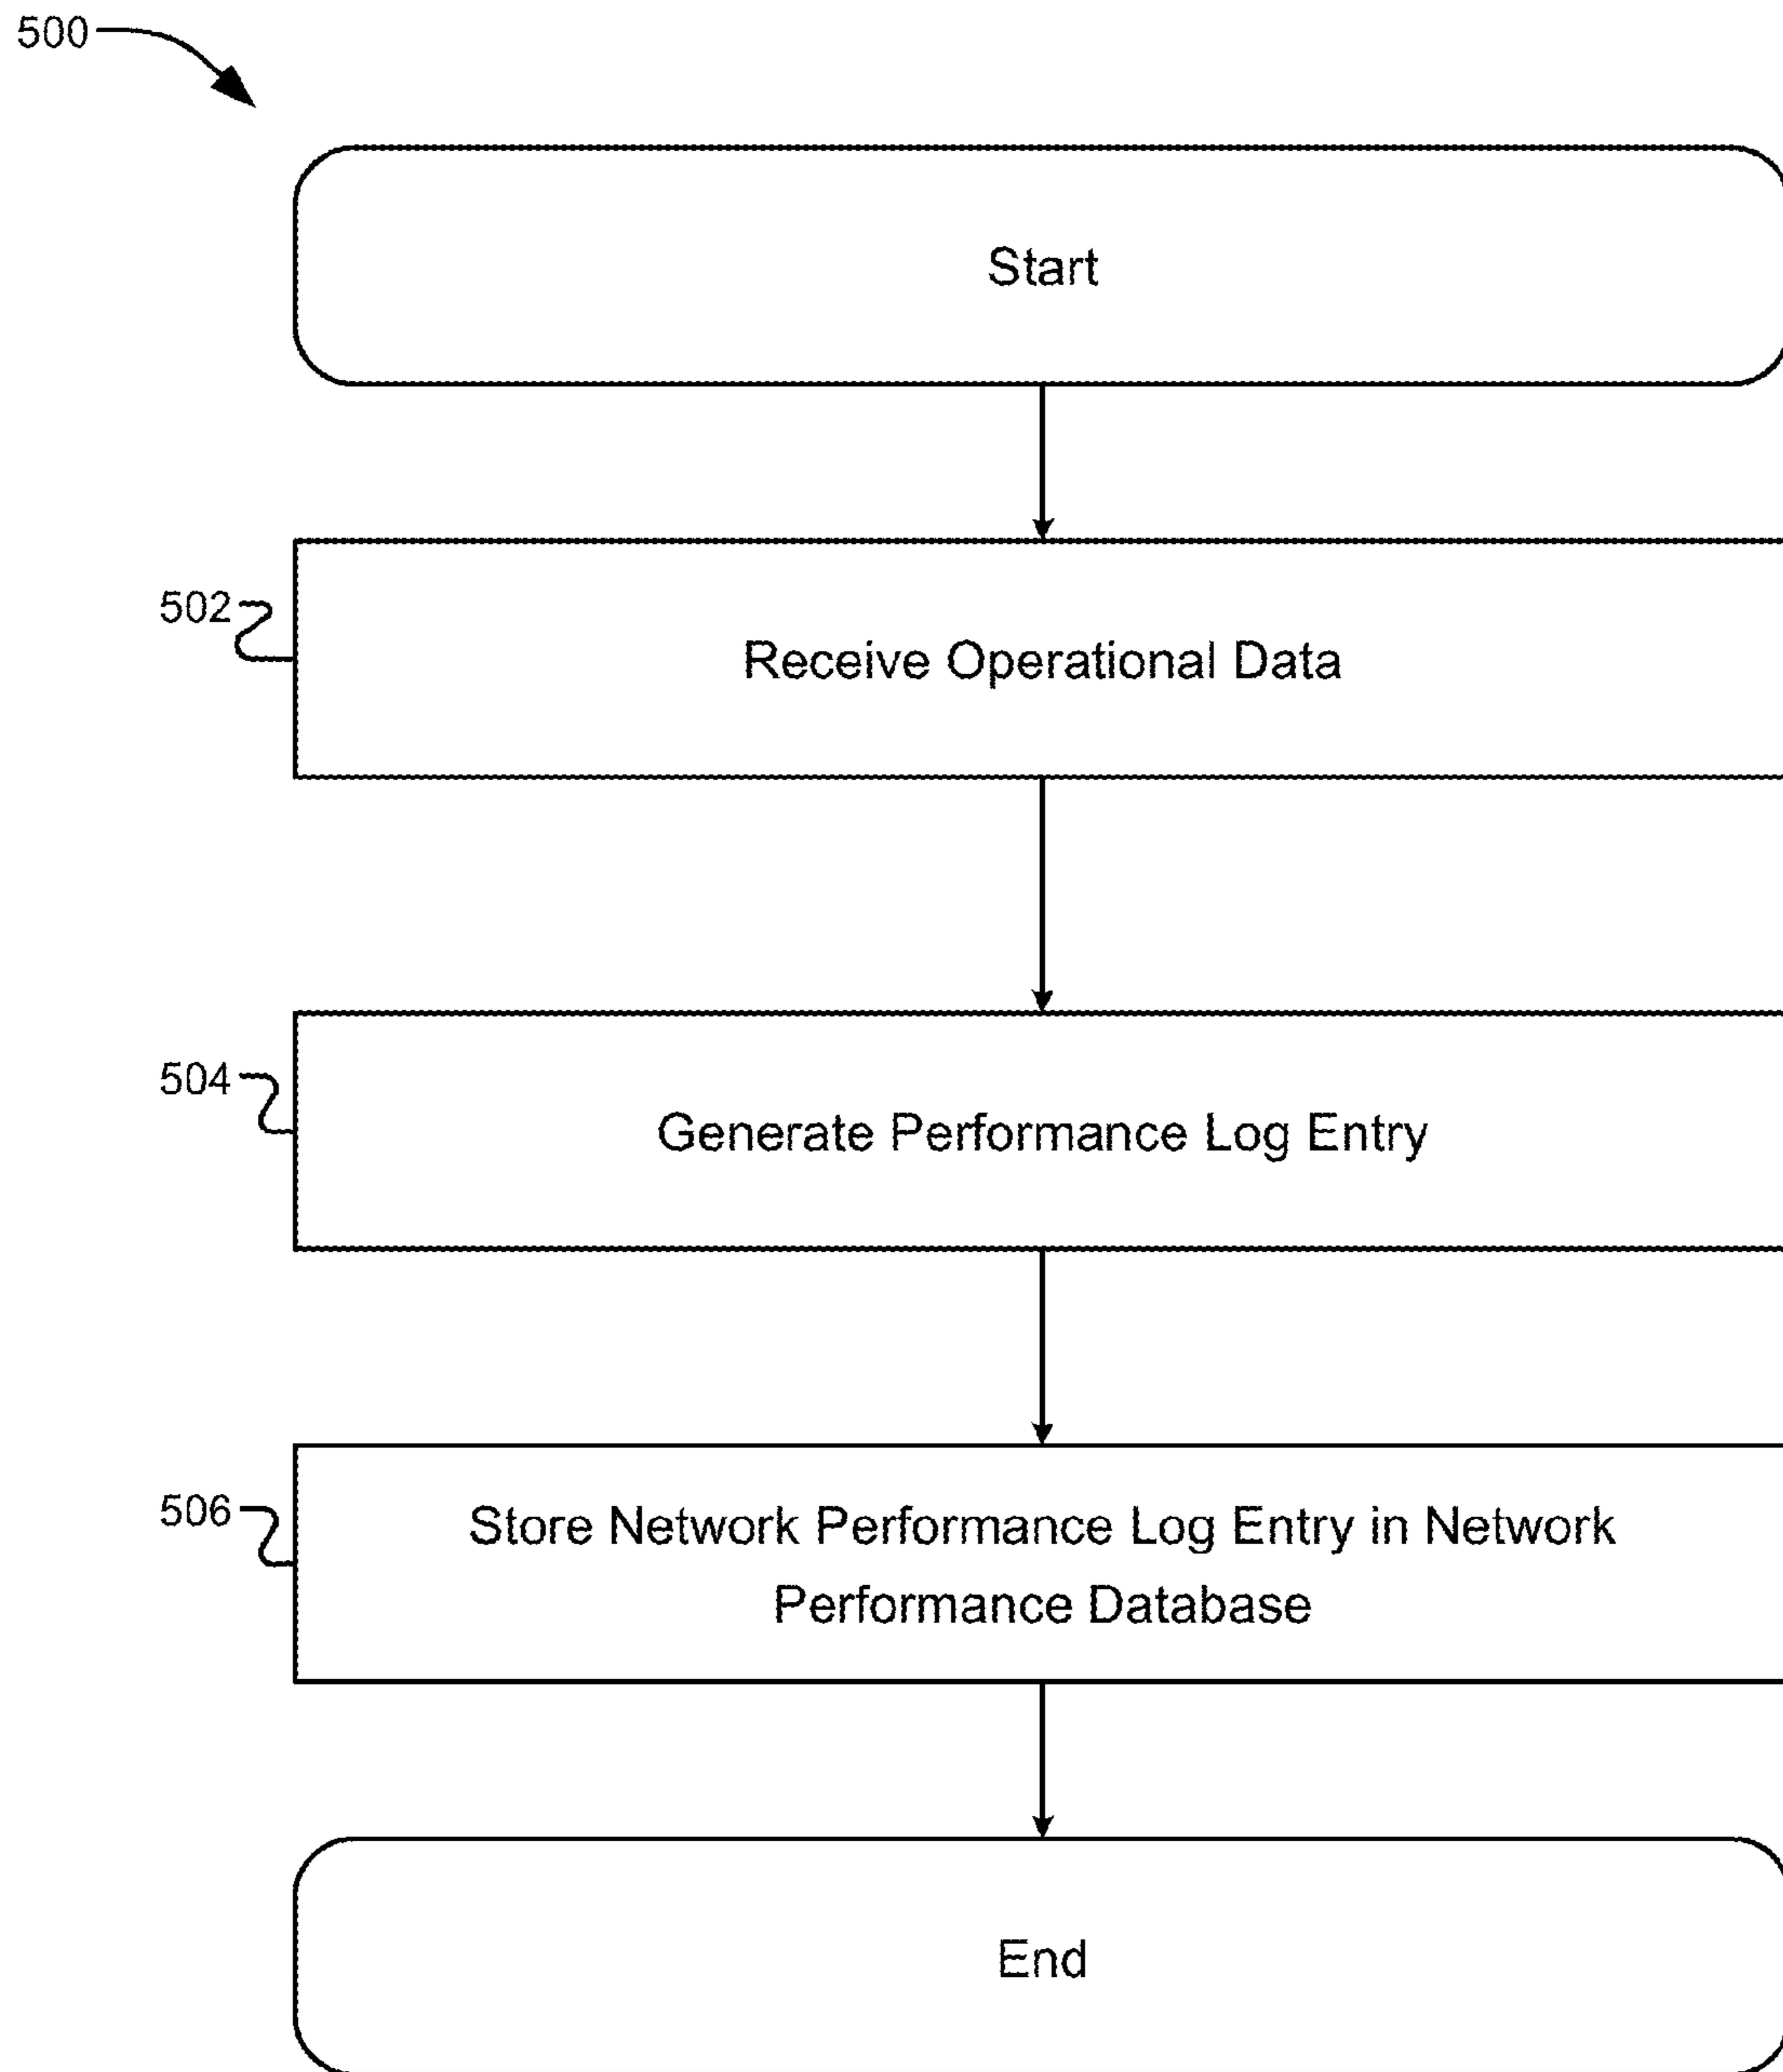 500
Start
502
Receive Operational Data
504
Generate Performance Log Entry
506
Store Network Performance Log Entry in Network
Performance Database
End